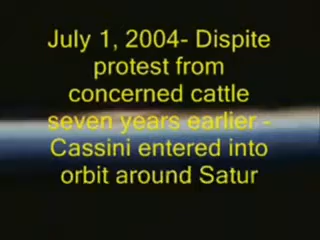 July 1, 2004- Dispite
protest from
concerned cattle
seven years earlier -
Cassini entered into
orbit around Satur